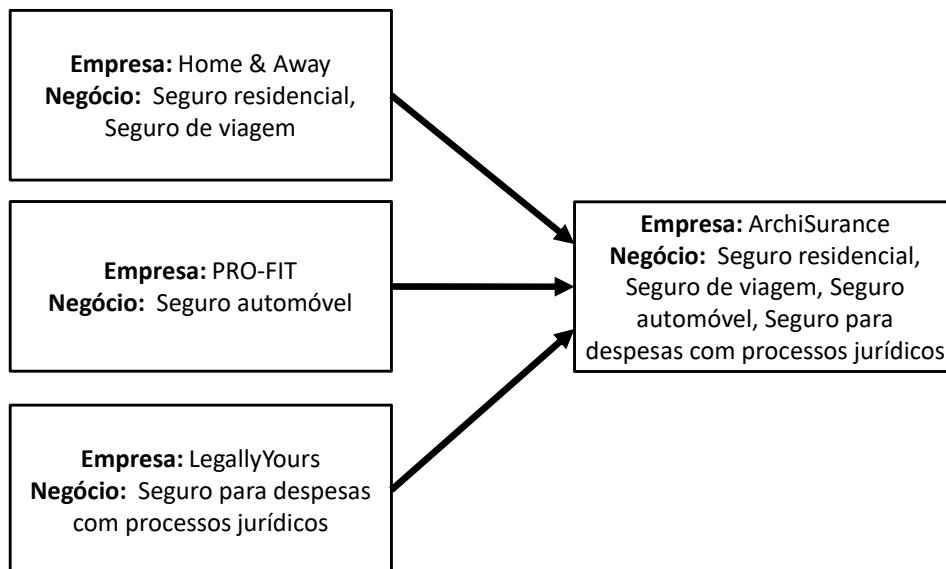 Empresa: Home & Away
Negócio: Seguro residencial,
Seguro de viagem
Empresa: PRO-FIT
Negócio: Seguro automóvel
Empresa: LegallyYours
Negócio: Seguro para despesas
com processos jurídicos
Empresa: ArchiSurance
Negócio: Seguro residencial,
Seguro de viagem, Seguro
automóvel, Seguro para
despesas com processos jurídicos